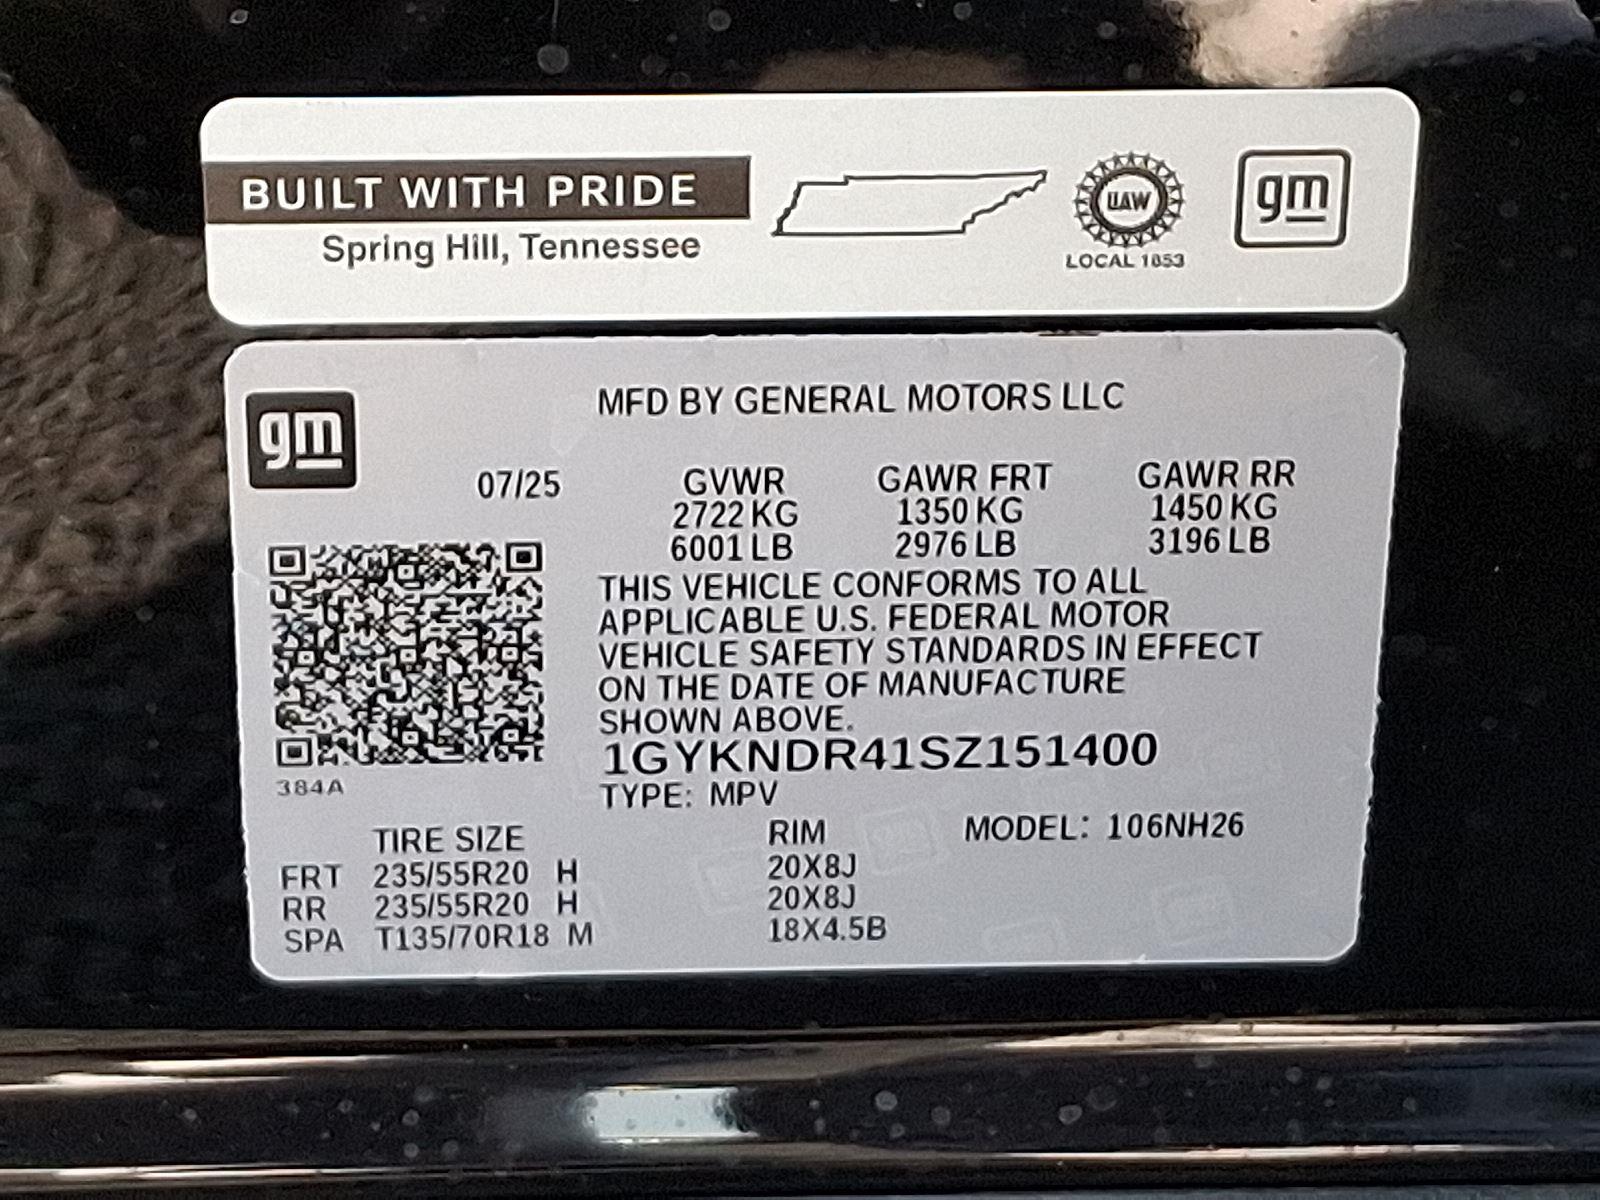 BUILT WITH PRIDE
Spring Hill, Tennessee
UAW
LOCAL 1853
gm
gm
MFD BY GENERAL MOTORS LLC
07/25 GVWR GAWR FRT GAWR RR
2722 KG 1350 KG 1450 KG
6001 LB 2976 LB 3196 LB
THIS VEHICLE CONFORMS TO ALL
APPLICABLE U.S. FEDERAL MOTOR
VEHICLE SAFETY STANDARDS IN EFFECT
ON THE DATE OF MANUFACTURE
SHOWN ABOVE.
1GYKNDR41SZ151400
384A
TYPE: MPV
TIRE SIZE RIM MODEL: 106NH26
FRT 235/55R20 H 20X8J
RR 235/55R20 H 20X8J
SPA T135/70R18 M 18X4.5B